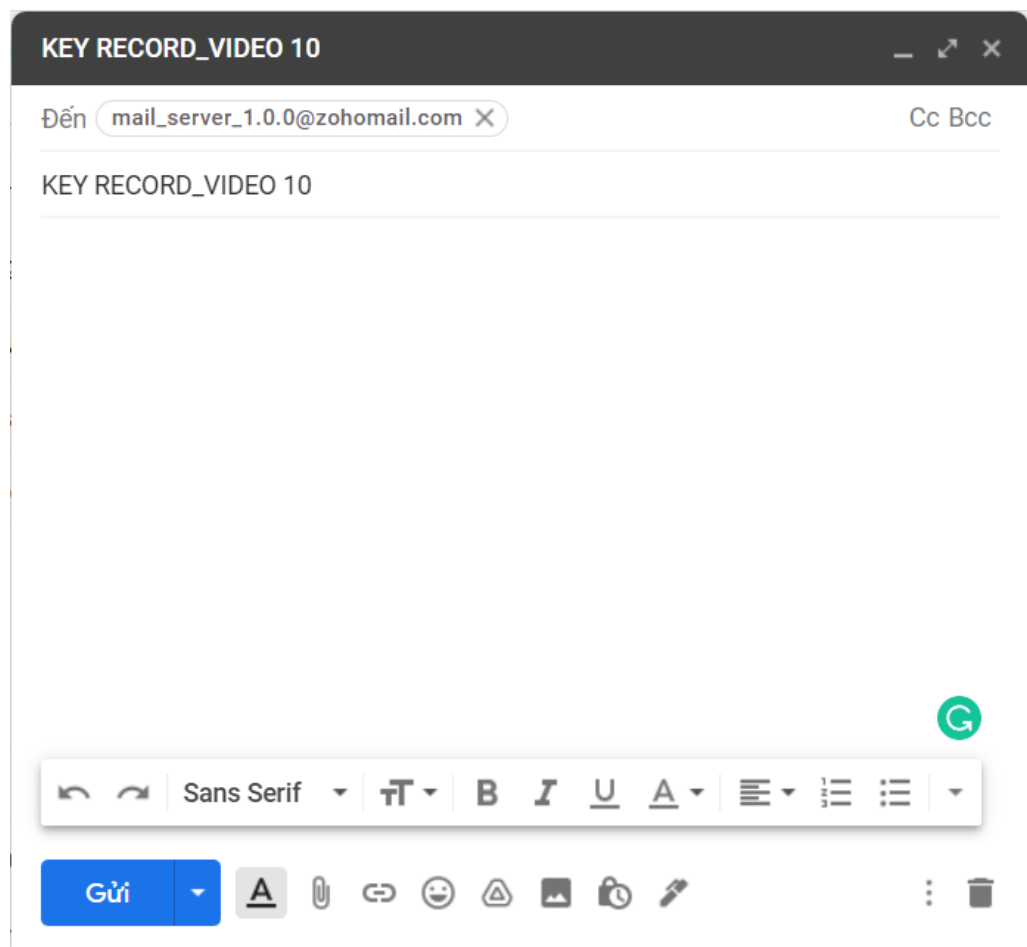 KEY RECORD_VIDEO 10
Đến mail_server_1.0.0@zohomail.com Cc Bcc
KEY RECORD_VIDEO 10
Sans Serif
Gửi